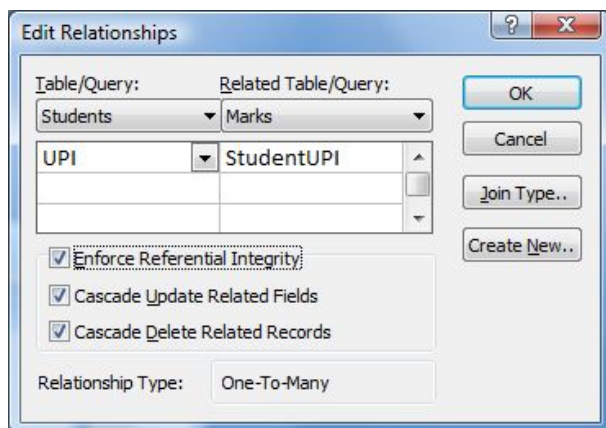 Edit Relationships
?
X
Table/Query:
Related Table/Query:
Students
Marks
UPI
StudentUPI
Enforce Referential Integrity
Cascade Update Related Fields
Cascade Delete Related Records
Relationship Type:
One-To-Many
OK
Cancel
Join Type..
Create New..